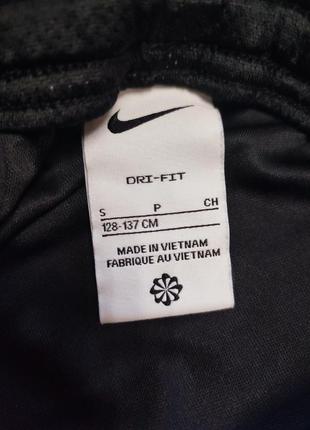 DRI-FIT
S P CH
128-137 CM
MADE IN VIETNAM
FABRIQUE AU VIETNAM